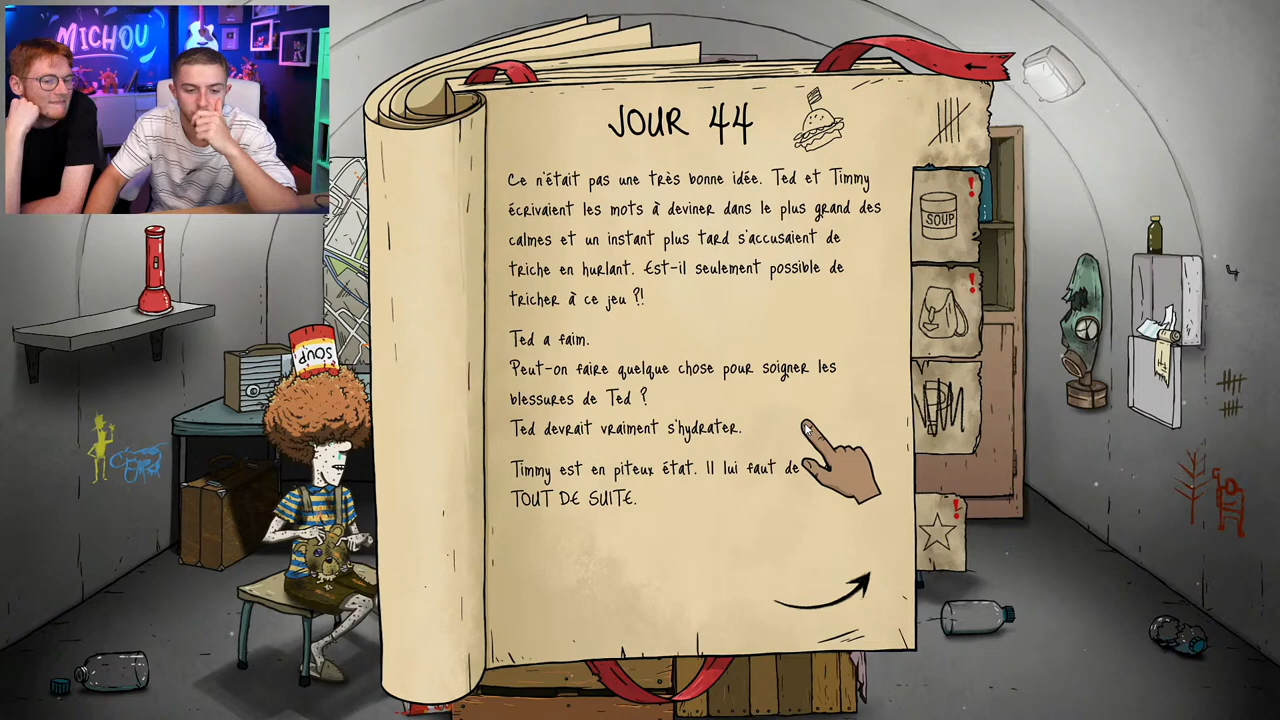 MICHOU
JOUR 44
Ce n'était pas une très bonne idée. Ted et Timmy
écrivaient les mots à deviner dans le plus grand des
calmes et un instant plus tard s'accusaient de
triche en hurlant. Est-il seulement possible de
tricher à ce jeu ?!
Ted a faim.
Peut-on faire quelque chose pour soigner les
blessures de Ted ?
Ted devrait vraiment s'hydrater.
Timmy est en piteux état. Il lui faut de
TOUT DE SUITE.
SOUP
!
!
!
SOUP